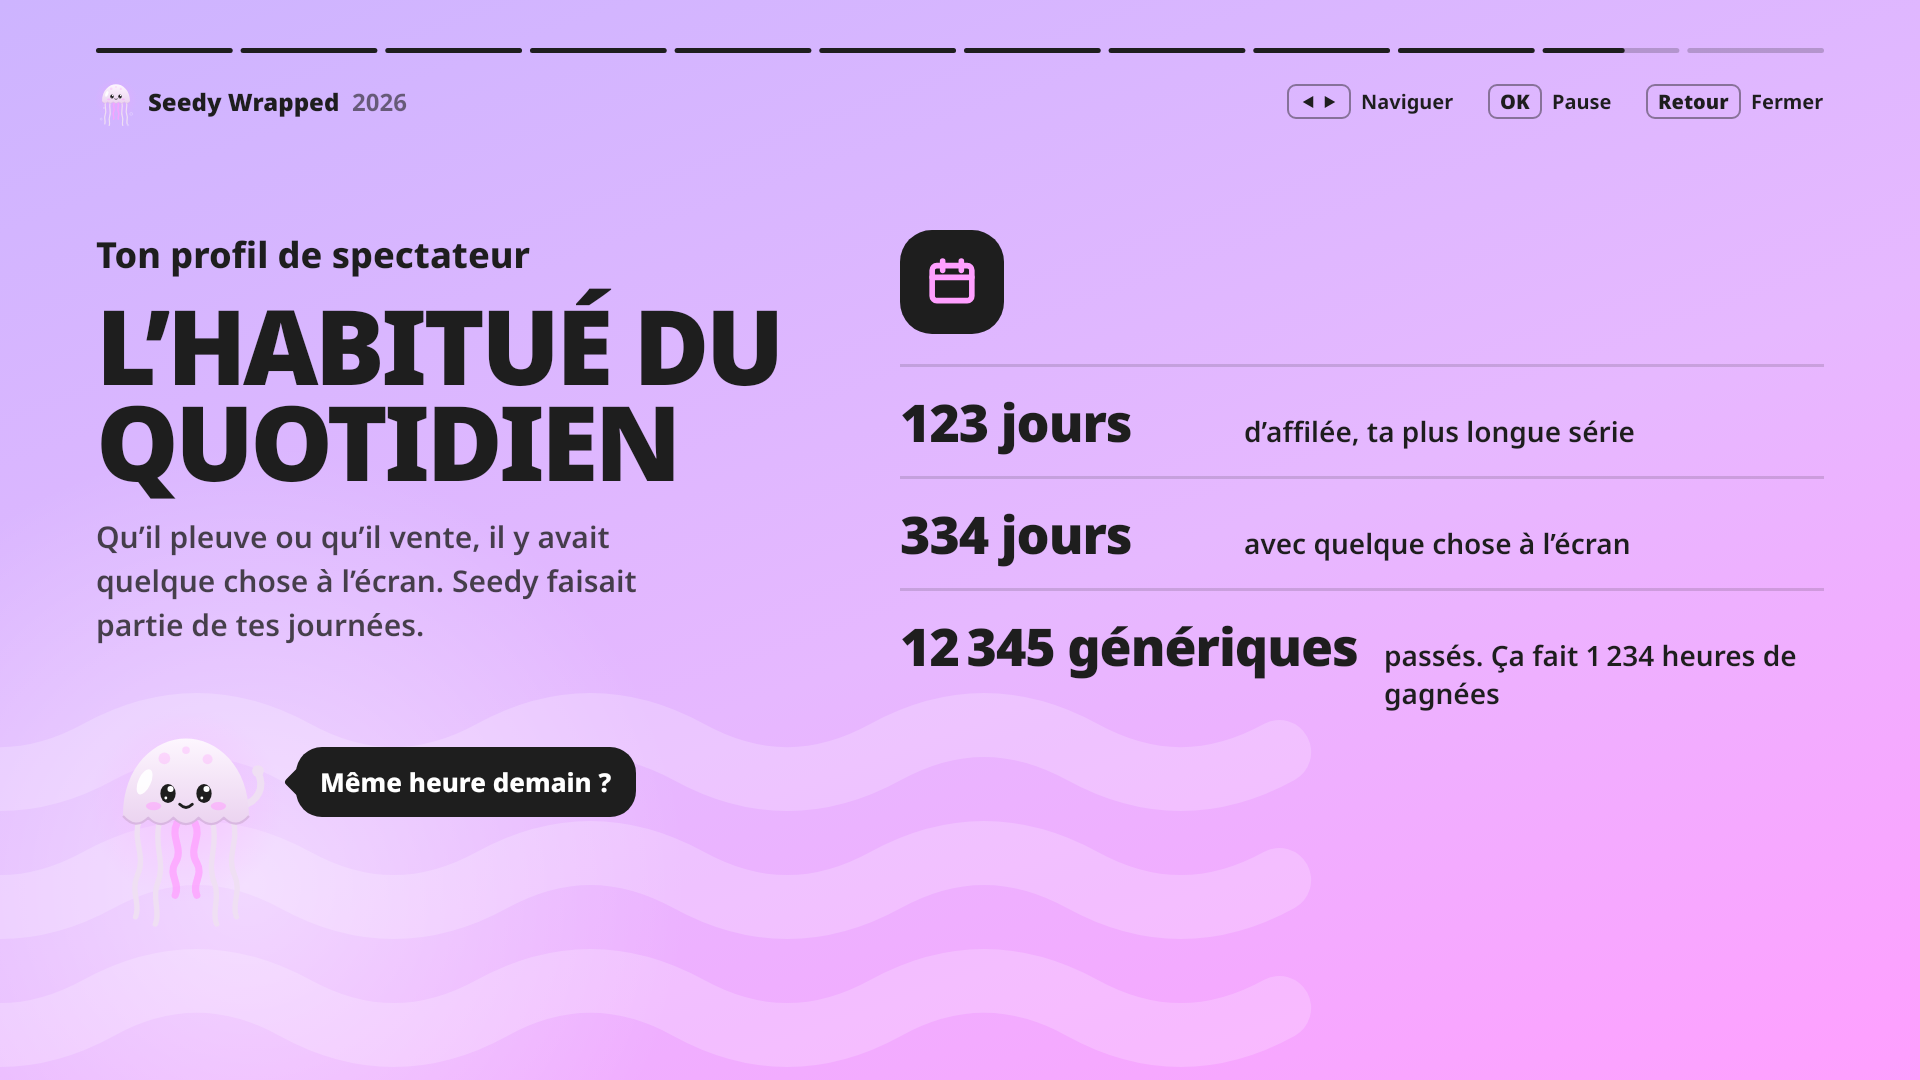 Seedy Wrapped 2026
◀ ▶ Naviguer OK Pause Retour Fermer
Ton profil de spectateur
L’HABITUÉ DU
QUOTIDIEN
Qu’il pleuve ou qu’il vente, il y avait
quelque chose à l’écran. Seedy faisait
partie de tes journées.
Même heure demain ?
123 jours d’affilée, ta plus longue série
334 jours avec quelque chose à l’écran
12 345 génériques passés. Ça fait 1 234 heures de
gagnées